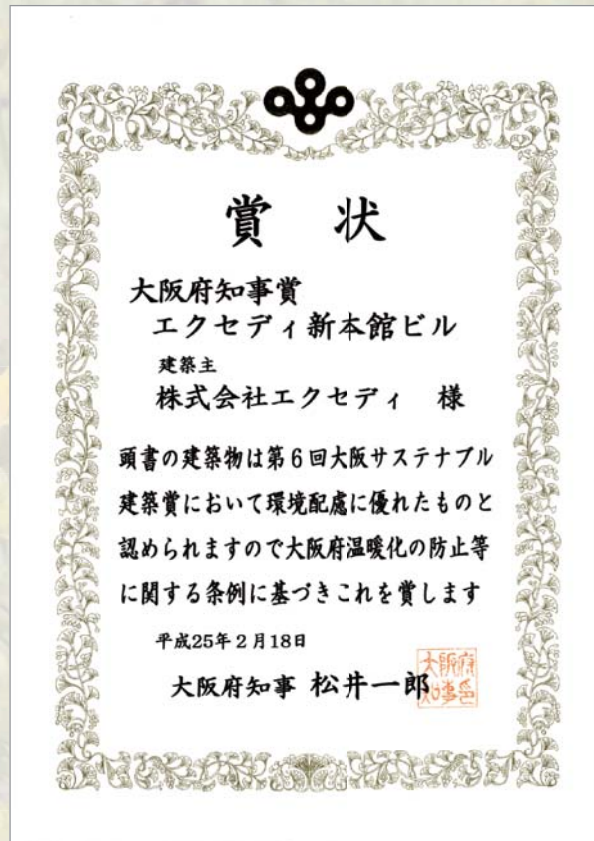 賞状
大阪府知事賞
エクセディ新本館ビル
建築主
株式会社エクセディ 様
頭書の建築物は第6回大阪サステナブル
建築賞において環境配慮に優れたものと
認められますので大阪府温暖化の防止等
に関する条例に基づきこれを賞します
平成25年2月18日
大阪府知事 松井一郎
大阪府
知事印